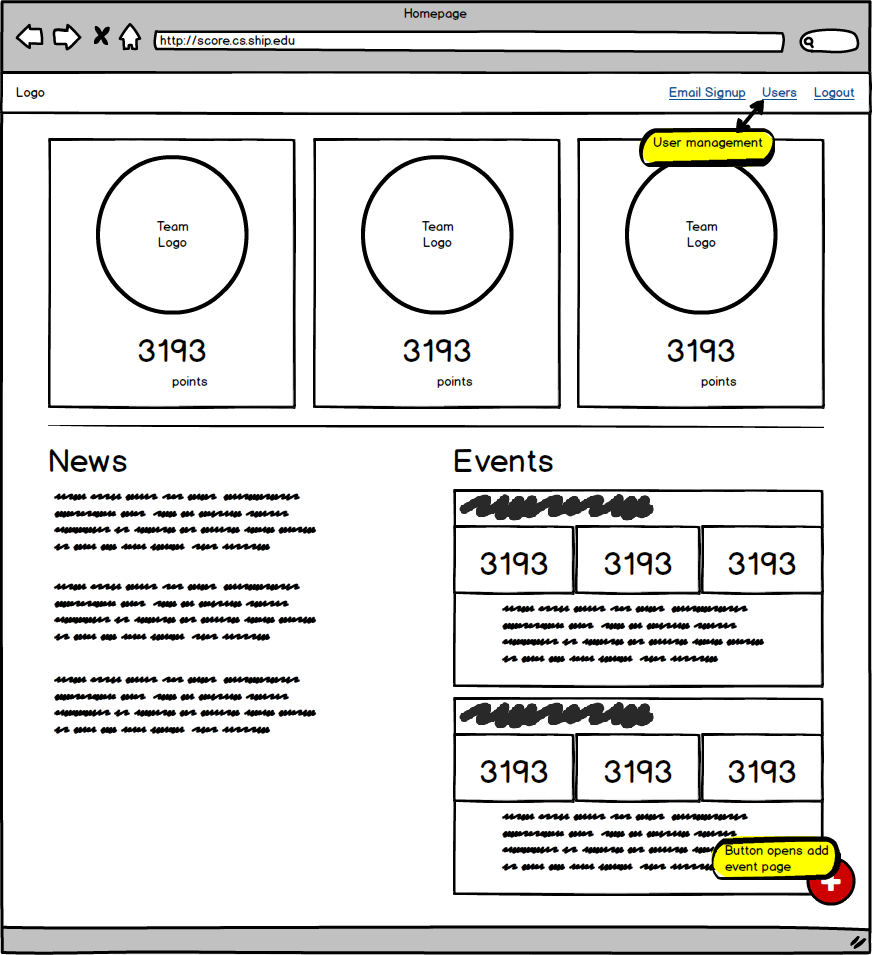 Homepage
http://score.cs.ship.edu
Logo
Email Signup
Users
Logout
User management
Team
Logo
3193
points
Team
Logo
3193
points
Team
Logo
3193
points
News
Events
3193
3193
3193
3193
3193
3193
Button opens add
event page